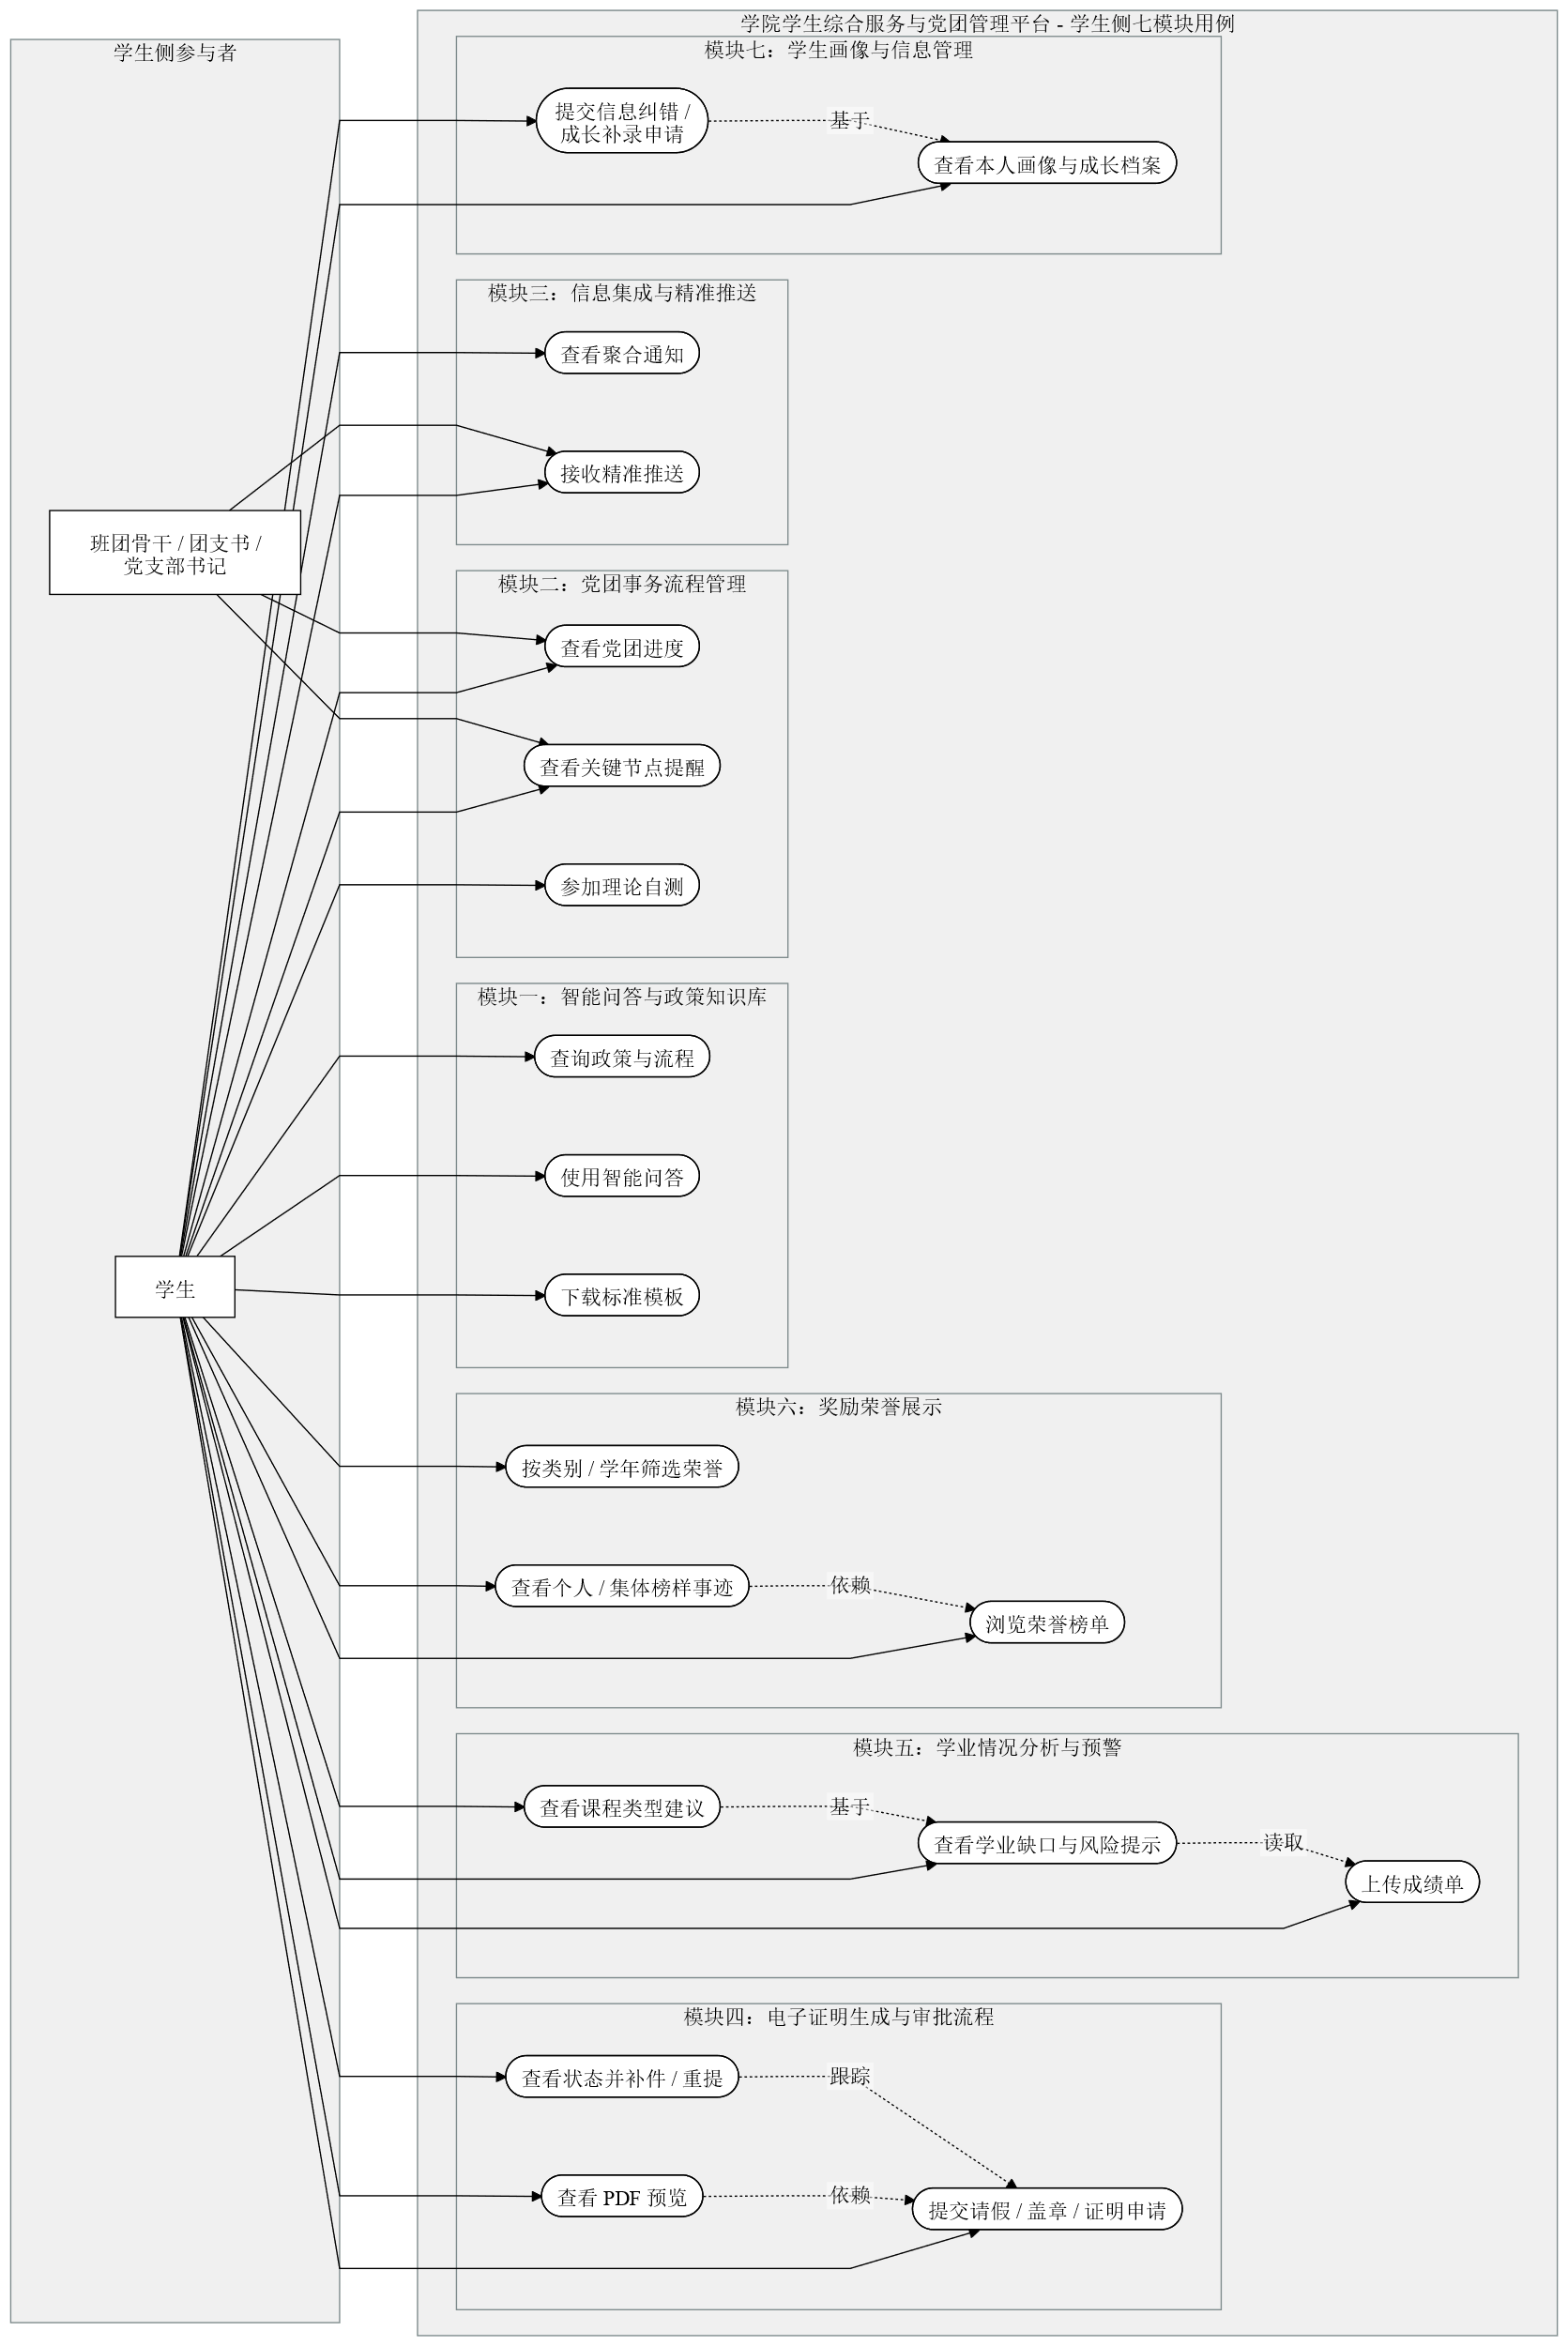 学院学生综合服务与党团管理平台 - 学生侧七模块用例
学生侧参与者
班团骨干 / 团支书 /
党支部书记
学生
模块七：学生画像与信息管理
提交信息纠错 /
成长补录申请
基于
查看本人画像与成长档案
模块三：信息集成与精准推送
查看聚合通知
接收精准推送
模块二：党团事务流程管理
查看党团进度
查看关键节点提醒
参加理论自测
模块一：智能问答与政策知识库
查询政策与流程
使用智能问答
下载标准模板
模块六：奖励荣誉展示
按类别 / 学年筛选荣誉
查看个人 / 集体榜样事迹
依赖
浏览荣誉榜单
模块五：学业情况分析与预警
查看课程类型建议
基于
查看学业缺口与风险提示
读取
上传成绩单
模块四：电子证明生成与审批流程
查看状态并补件 / 重提
跟踪
查看 PDF 预览
依赖
提交请假 / 盖章 / 证明申请